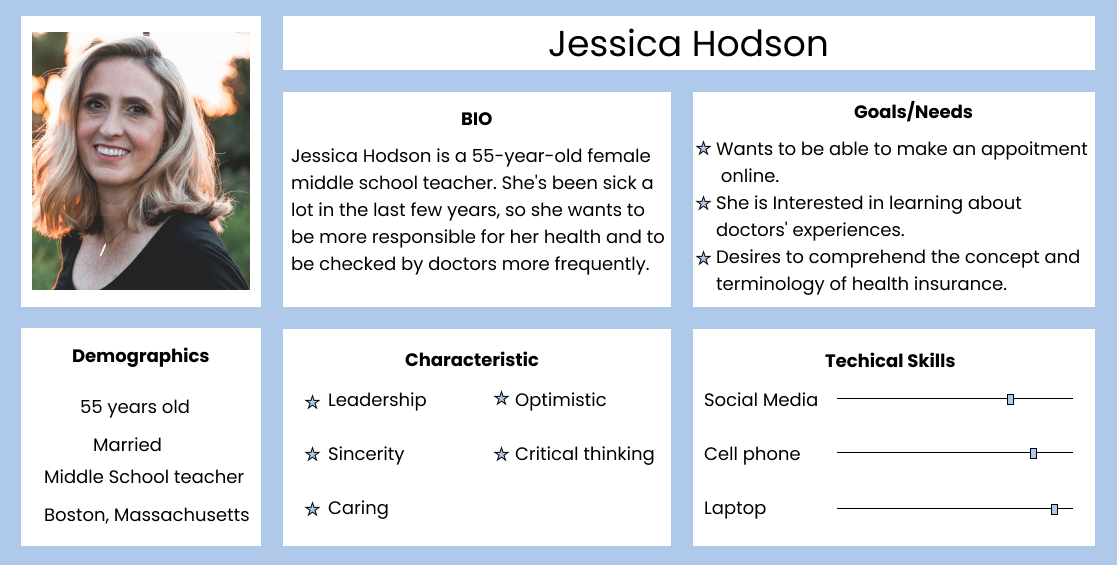 Jessica Hodson
BIO
Jessica Hodson is a 55-year-old female
middle school teacher. She's been sick a
lot in the last few years, so she wants to
be more responsible for her health and to
be checked by doctors more frequently.
Goals/Needs
Wants to be able to make an appoitment
online.
She is Interested in learning about
doctors' experiences.
Desires to comprehend the concept and
terminology of health insurance.
Demographics
55 years old
Married
Middle School teacher
Boston, Massachusetts
Characteristic
Leadership
Optimistic
Sincerity
Critical thinking
Caring
Techical Skills
Social Media
Cell phone
Laptop